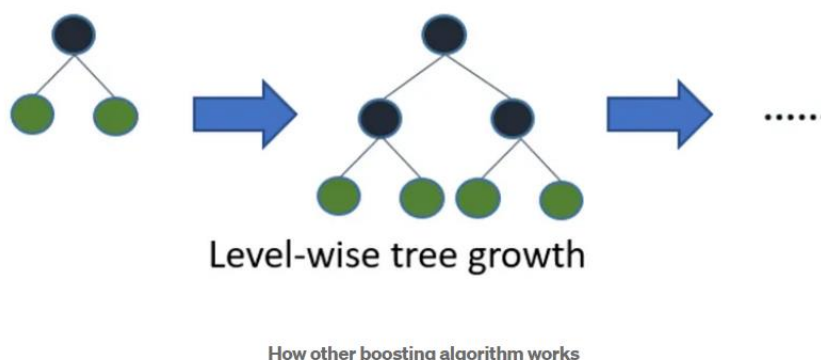 ......
Level-wise tree growth
How other boosting algorithm works